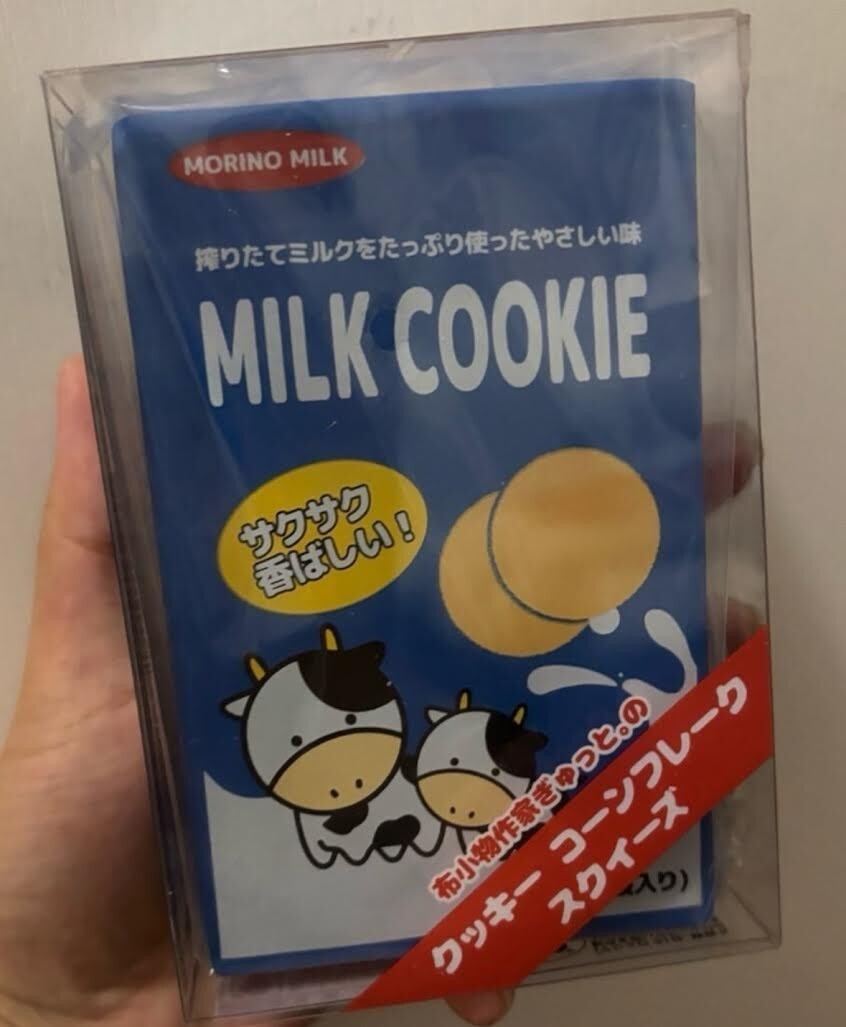 MORINO MILK
搾りたてミルクをたっぷり使ったやさしい味
MILK COOKIE
サクサク
香ばしい！
布小物作家ぎゅっと。の
クッキー コーンフレーク
スクイーズ
入り)